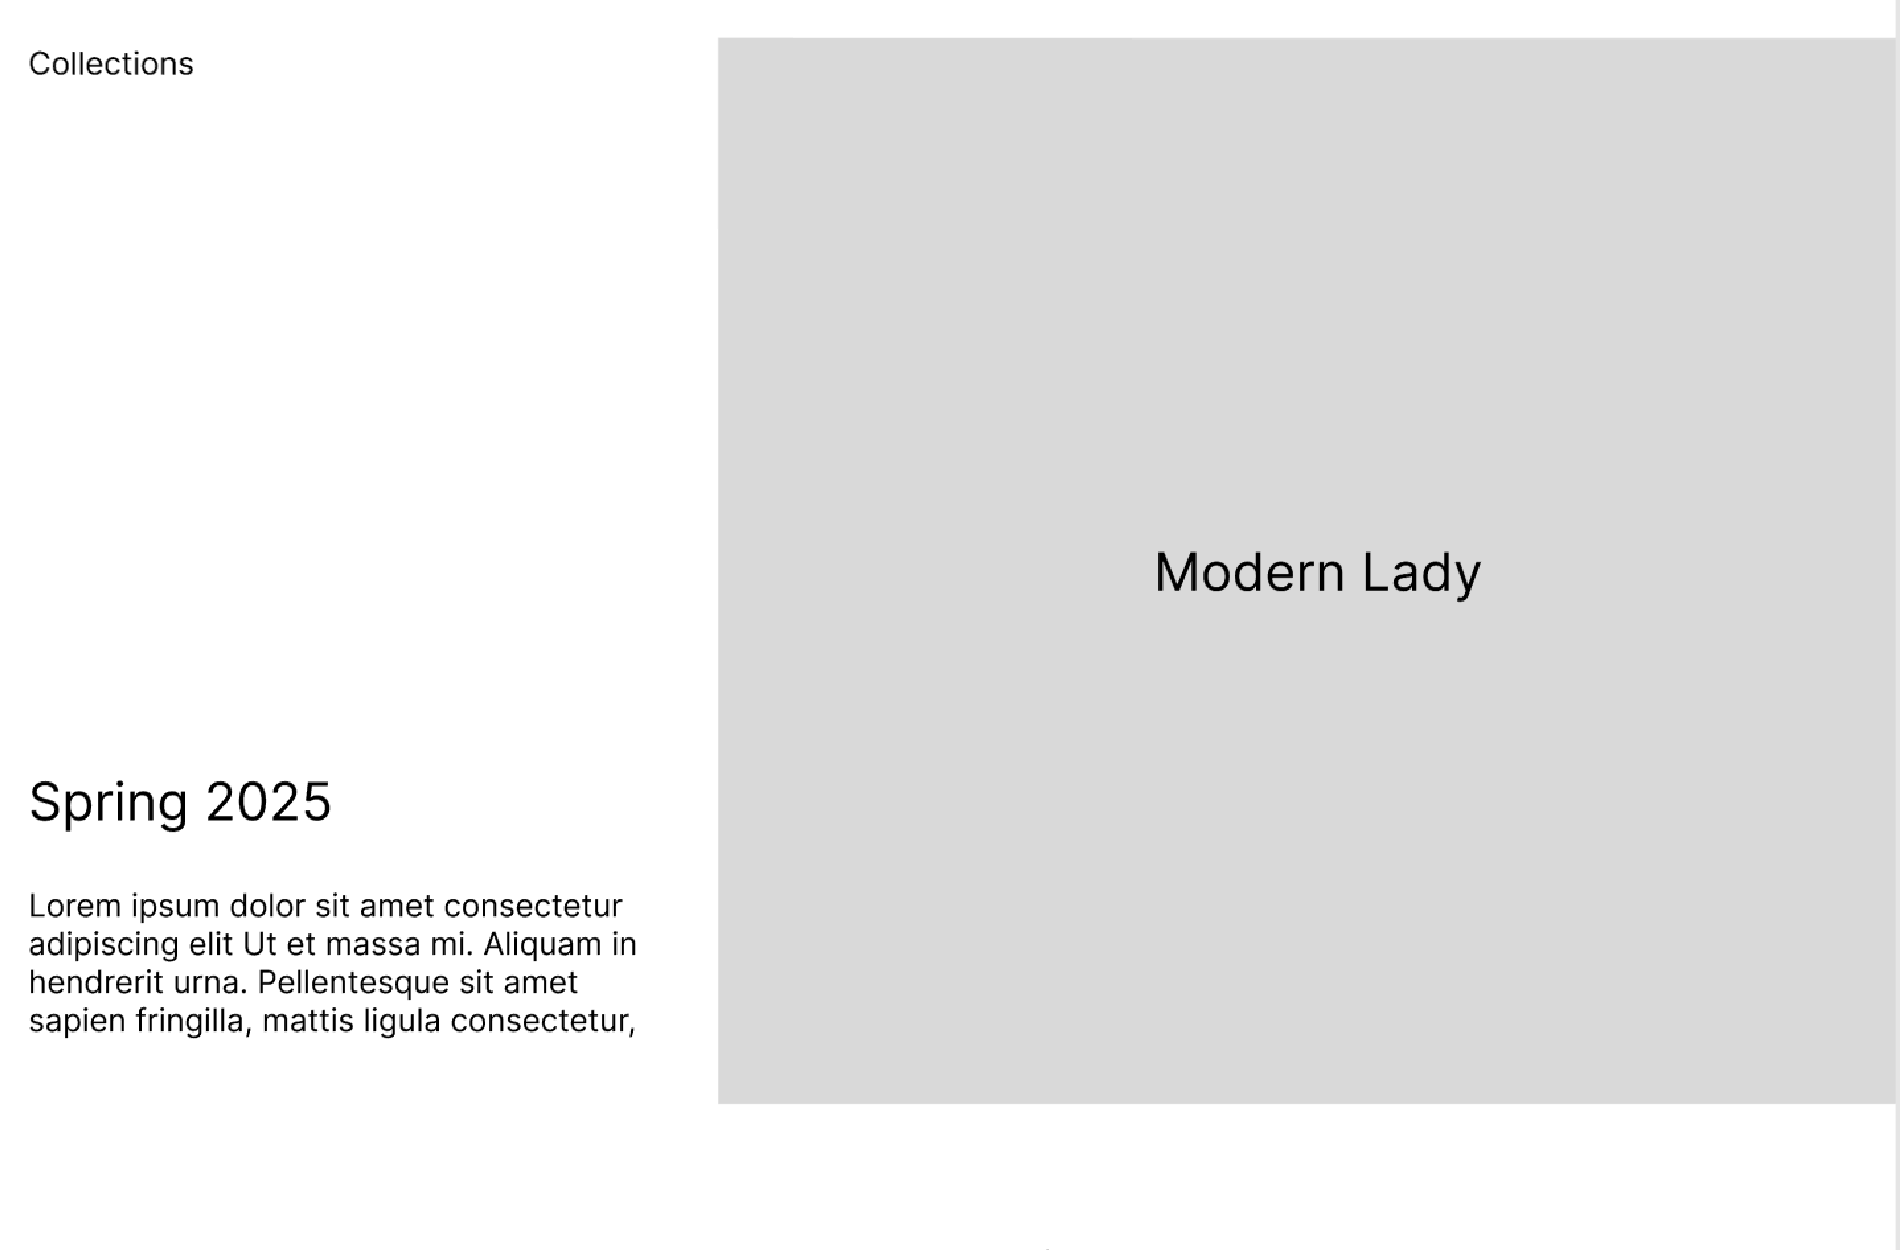 Collections
Modern Lady
Spring 2025
Lorem ipsum dolor sit amet consectetur
adipiscing elit Ut et massa mi. Aliquam in
hendrerit urna. Pellentesque sit amet
sapien fringilla, mattis ligula consectetur,